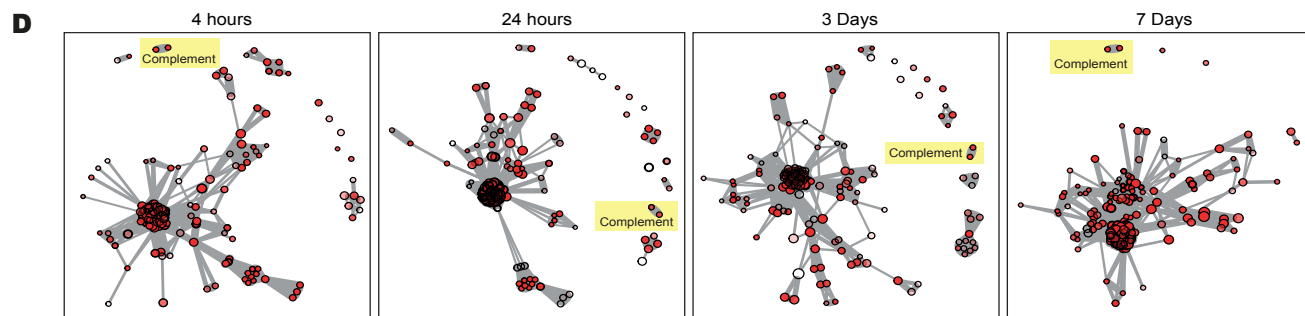 D
4 hours
24 hours
3 Days
7 Days
Complement
Complement
Complement
Complement